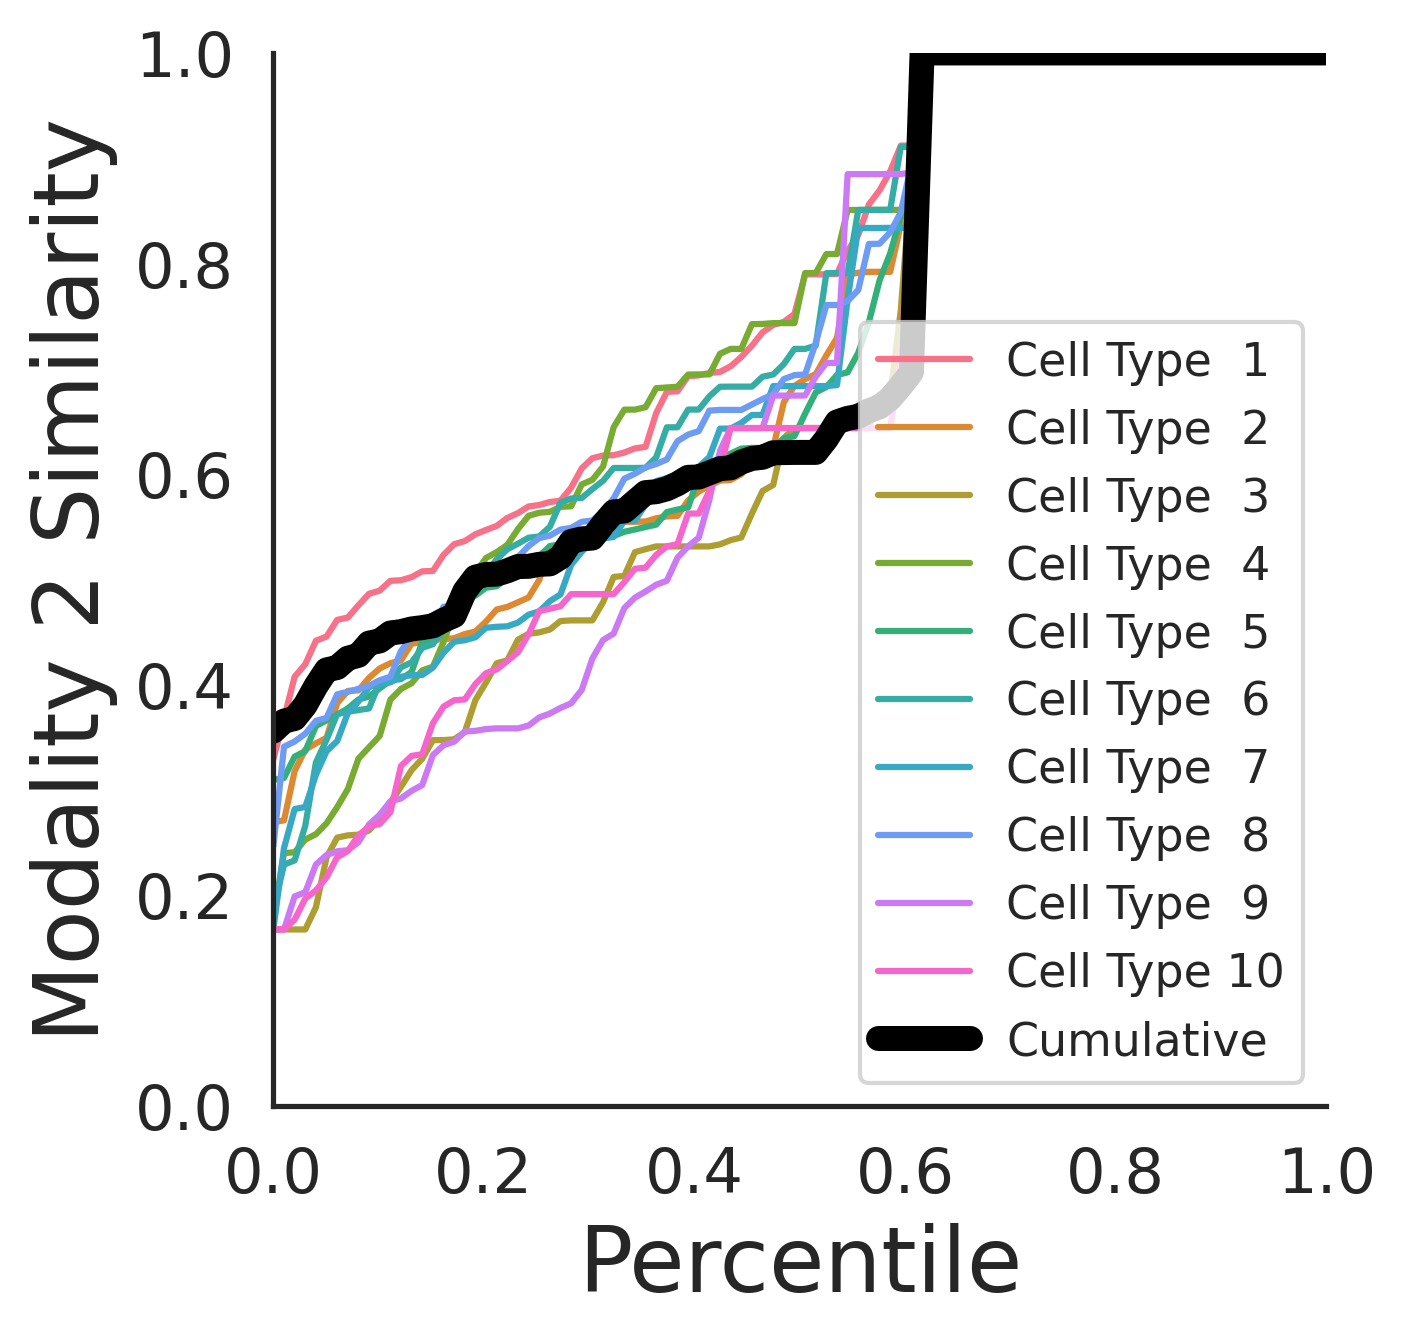 Modality 2 Similarity
1.0
0.8
0.6
0.4
0.2
0.0
0.0 0.2 0.4 0.6 0.8 1.0
Percentile
Cell Type 1
Cell Type 2
Cell Type 3
Cell Type 4
Cell Type 5
Cell Type 6
Cell Type 7
Cell Type 8
Cell Type 9
Cell Type 10
Cumulative